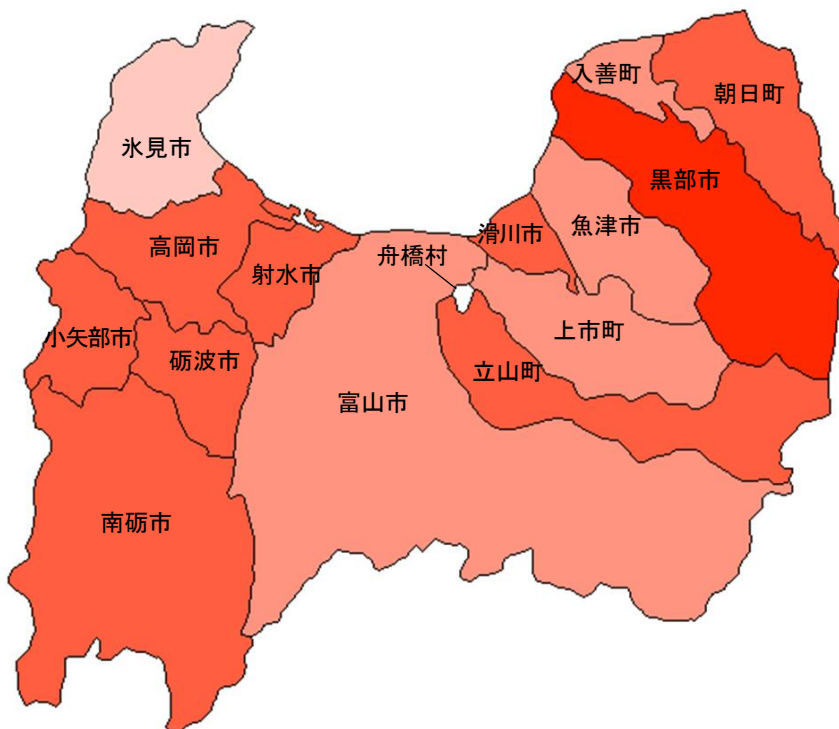 入善町
朝日町
氷見市
黒部市
魚津市
滑川市
高岡市
舟橋村
射水市
小矢部市
上市町
砺波市
立山町
富山市
南砺市